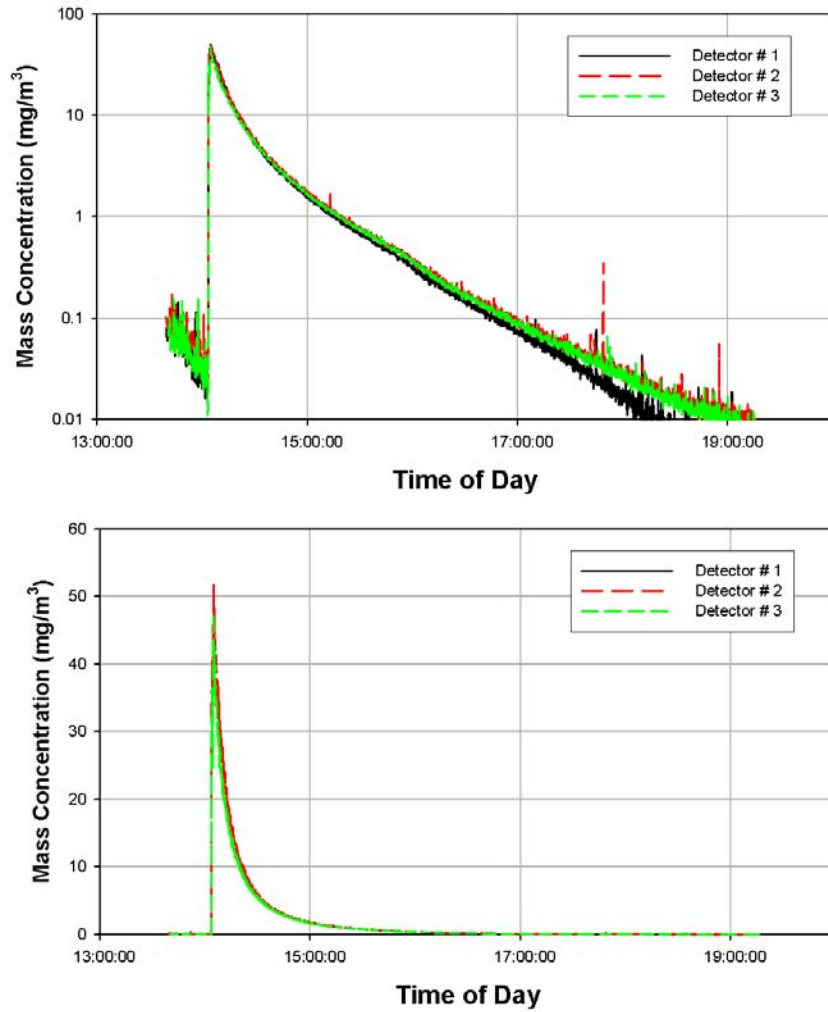 100
10
1
0.1
0.01
Mass Concentration (mg/m³)
Detector # 1
Detector # 2
Detector # 3
13:00:00 15:00:00 17:00:00 19:00:00
Time of Day
60
50
40
30
20
10
0
Mass Concentration (mg/m³)
Detector # 1
Detector # 2
Detector # 3
13:00:00 15:00:00 17:00:00 19:00:00
Time of Day